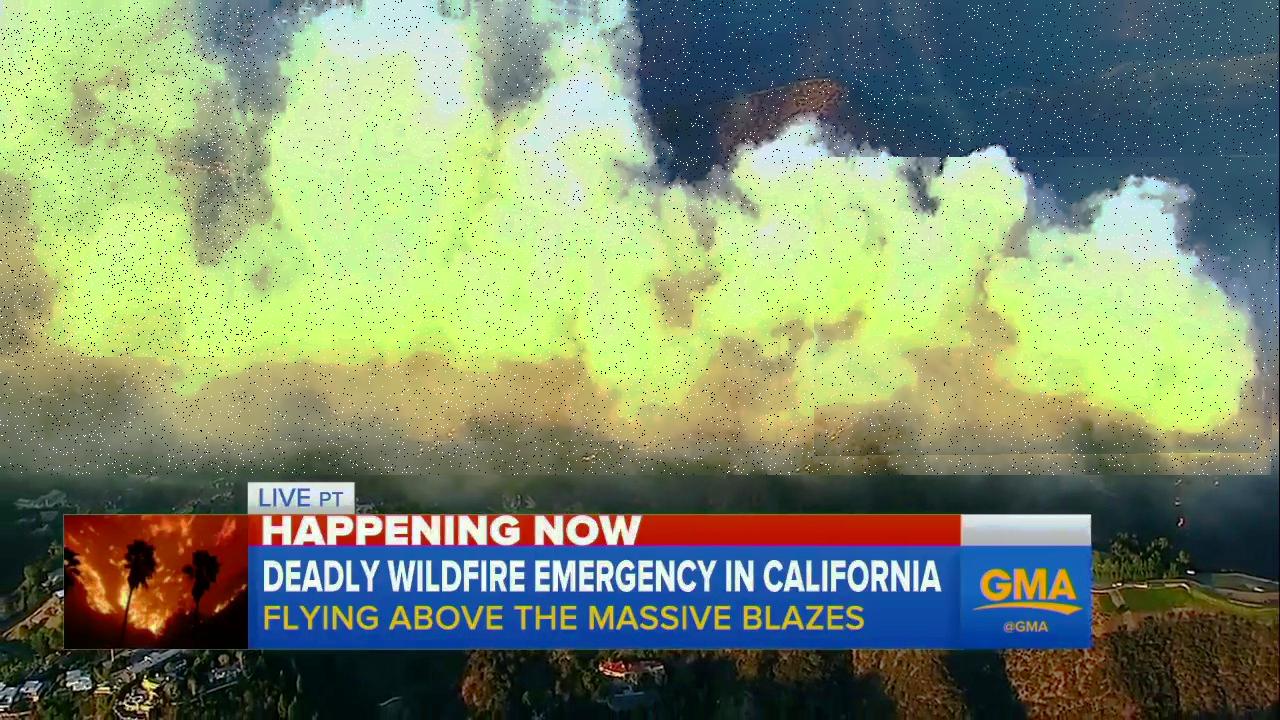 LIVE PT
HAPPENING NOW
DEADLY WILDFIRE EMERGENCY IN CALIFORNIA
FLYING ABOVE THE MASSIVE BLAZES
GMA
@GMA